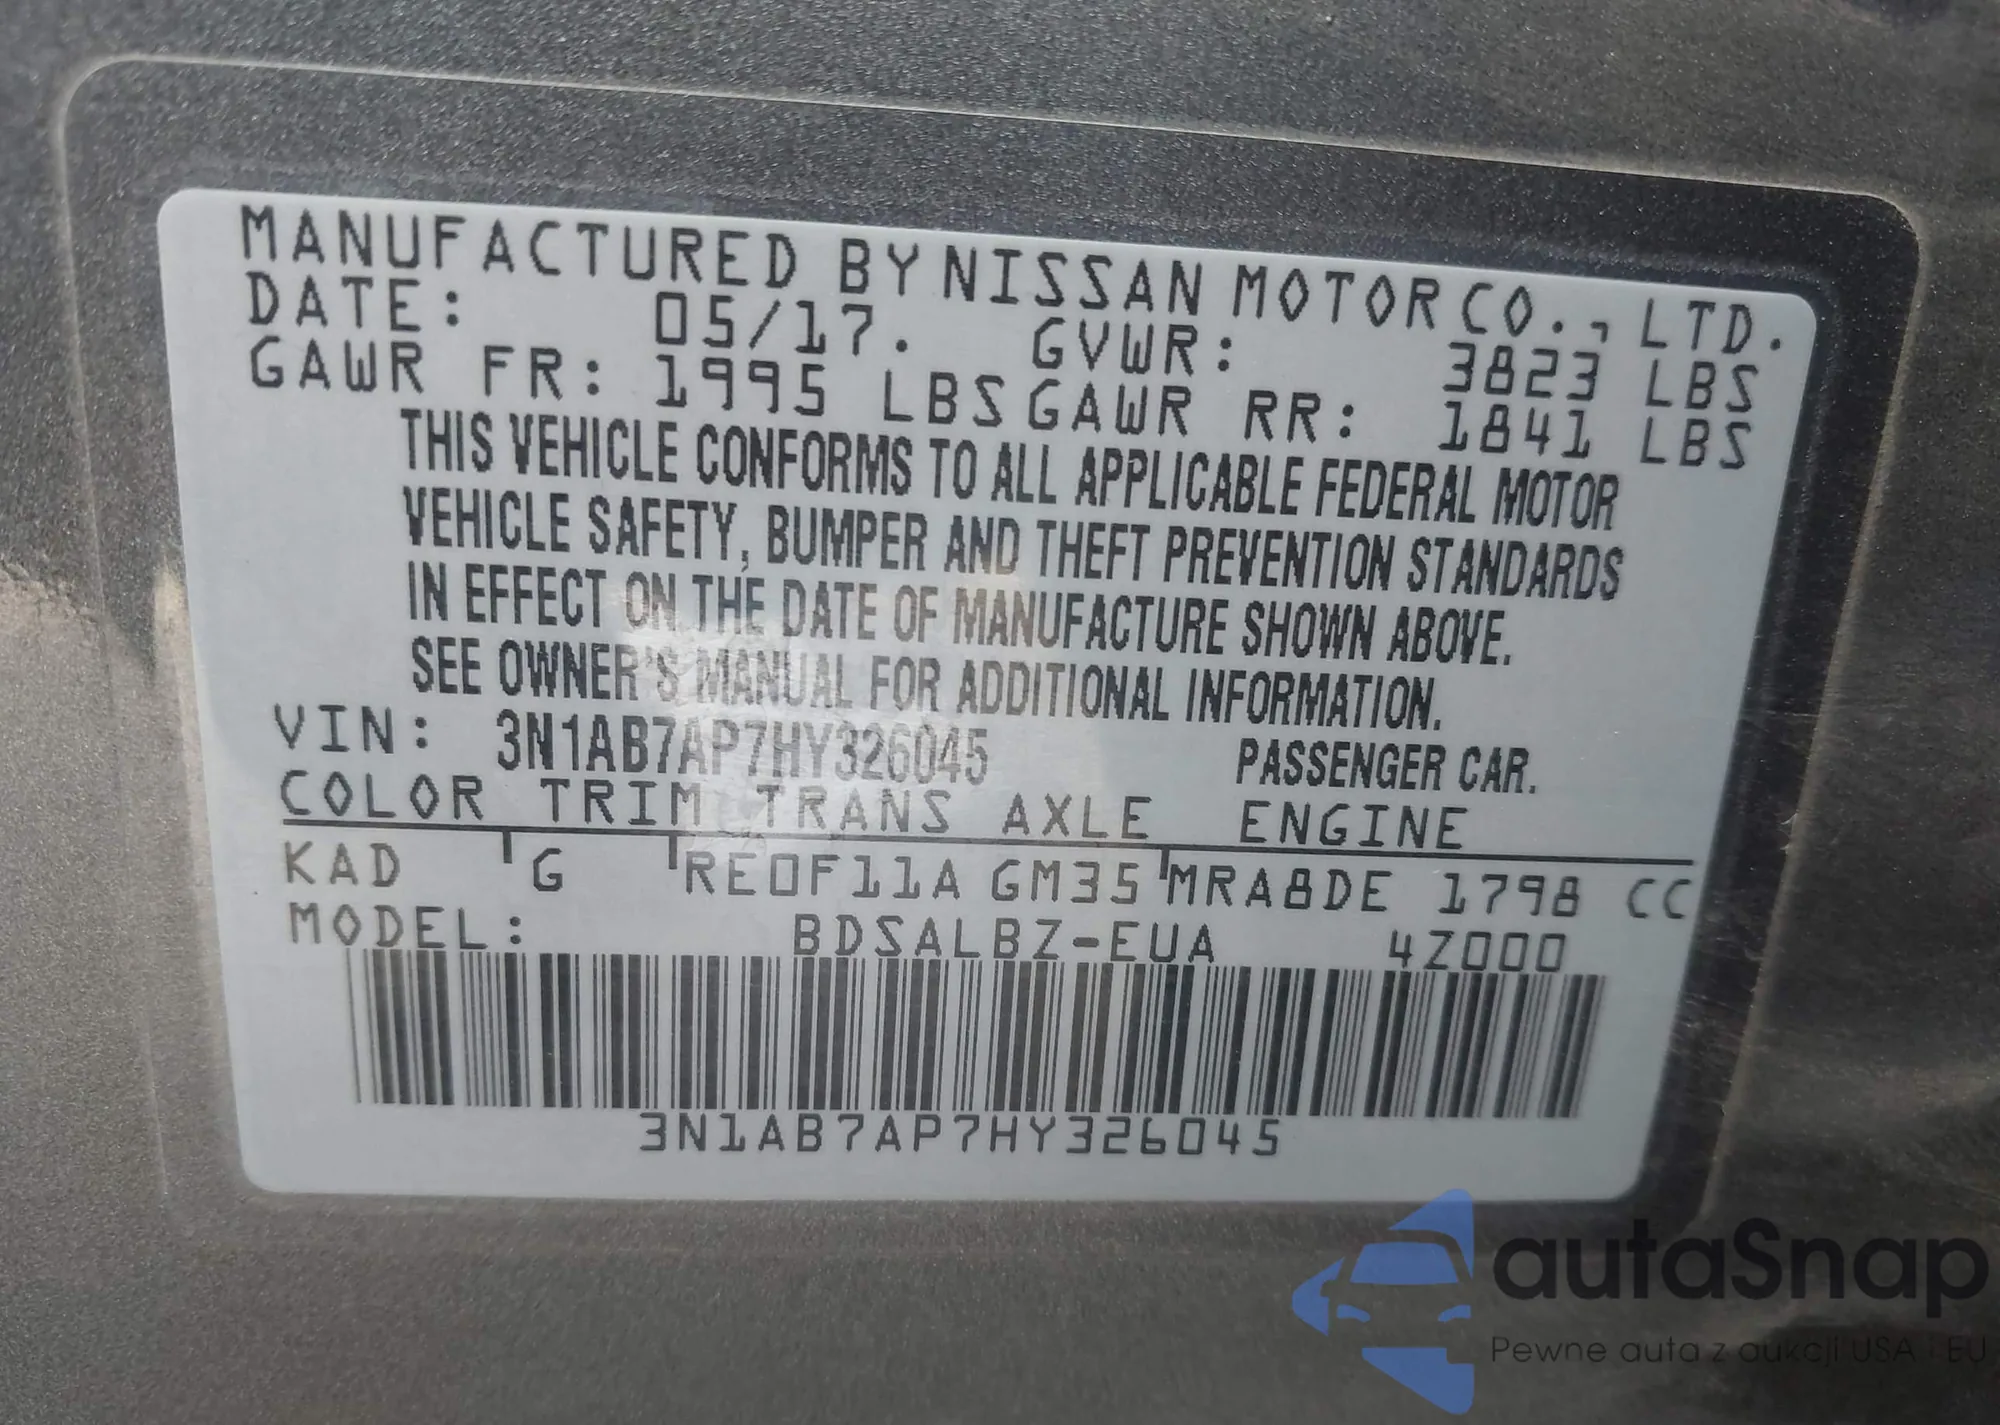 MANUFACTURED BY NISSAN MOTOR CO., LTD.
DATE: 05/17. GVWR: 3823 LBS
GAWR FR: 1995 LBS GAWR RR: 1841 LBS
THIS VEHICLE CONFORMS TO ALL APPLICABLE FEDERAL MOTOR
VEHICLE SAFETY, BUMPER AND THEFT PREVENTION STANDARDS
IN EFFECT ON THE DATE OF MANUFACTURE SHOWN ABOVE.
SEE OWNER'S MANUAL FOR ADDITIONAL INFORMATION.
VIN: 3N1AB7AP7HY326045 PASSENGER CAR.
COLOR TRIM TRANS AXLE ENGINE
KAD G RE0F11A GM35 MRA8DE 1798 CC
MODEL: BDSALBZ-EUA 4Z000
3N1AB7AP7HY326045
autaSnap
Pewne auta z aukcji USA i EU